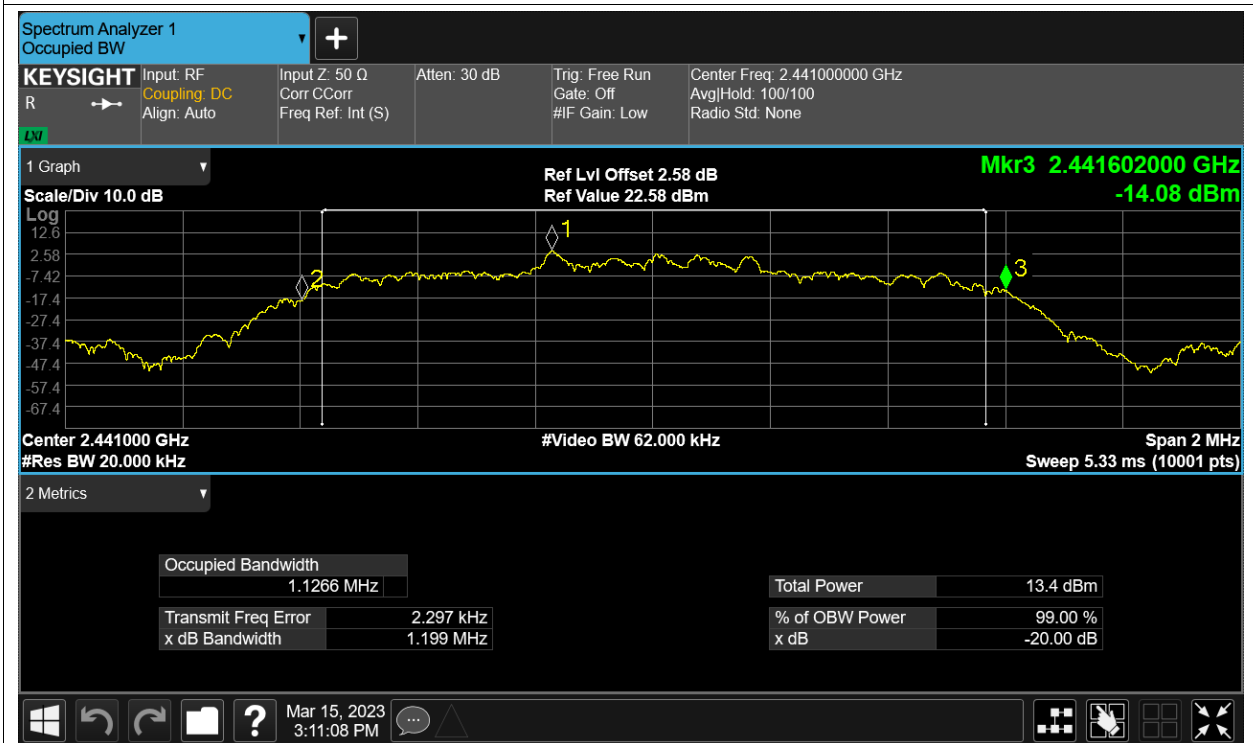 Spectrum Analyzer 1
Occupied BW
+
KEYSIGHT
R
LXI
Input: RF
Coupling: DC
Align: Auto
Input Z: 50 Ω
Corr CCorr
Freq Ref: Int (S)
Atten: 30 dB
Trig: Free Run
Gate: Off
#IF Gain: Low
Center Freq: 2.441000000 GHz
Avg|Hold: 100/100
Radio Std: None
1 Graph
Scale/Div 10.0 dB
Ref Lvl Offset 2.58 dB
Ref Value 22.58 dBm
Mkr3 2.441602000 GHz
-14.08 dBm
Log
12.6
2.58
-7.42
-17.4
-27.4
-37.4
-47.4
-57.4
-67.4
1
2
3
Center 2.441000 GHz
#Video BW 62.000 kHz
Span 2 MHz
#Res BW 20.000 kHz
Sweep 5.33 ms (10001 pts)
2 Metrics
Occupied Bandwidth
1.1266 MHz
Total Power 13.4 dBm
Transmit Freq Error 2.297 kHz
% of OBW Power 99.00 %
x dB Bandwidth 1.199 MHz
x dB -20.00 dB
?
Mar 15, 2023
3:11:08 PM